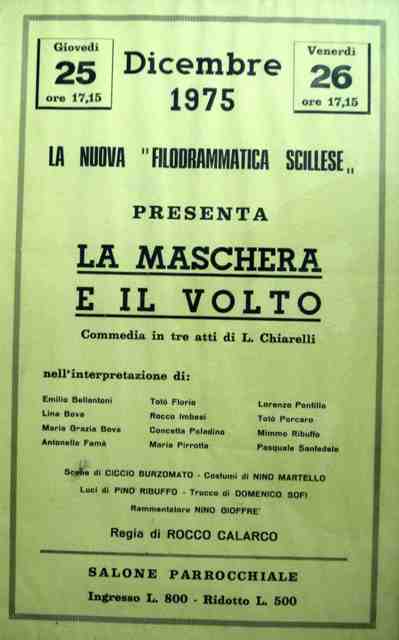 Giovedì
25
ore 17,15
Dicembre
1975
Venerdì
26
ore 17,15
LA NUOVA "FILODRAMMATICA SCILLESE"
PRESENTA
LA MASCHERA
E IL VOLTO
Commedia in tre atti di L. Chiarelli
nell'interpretazione di:
Emilio Bellantoni Totò Florio Lorenzo Pontillo
Lina Bova Rocco Imbesi Totò Porcaro
Maria Grazia Bova Concetta Paladino Mimmo Ribuffo
Antonella Famà Maria Pirrotta Pasquale Santedele
Scene di CICCIO BURZOMATO - Costumi di NINO MARTELLO
Luci di PINO RIBUFFO - Trucco di DOMENICO SOFI
Rammentatore NINO GIOFFRE'
Regia di ROCCO CALARCO
SALONE PARROCCHIALE
Ingresso L. 800 - Ridotto L. 500